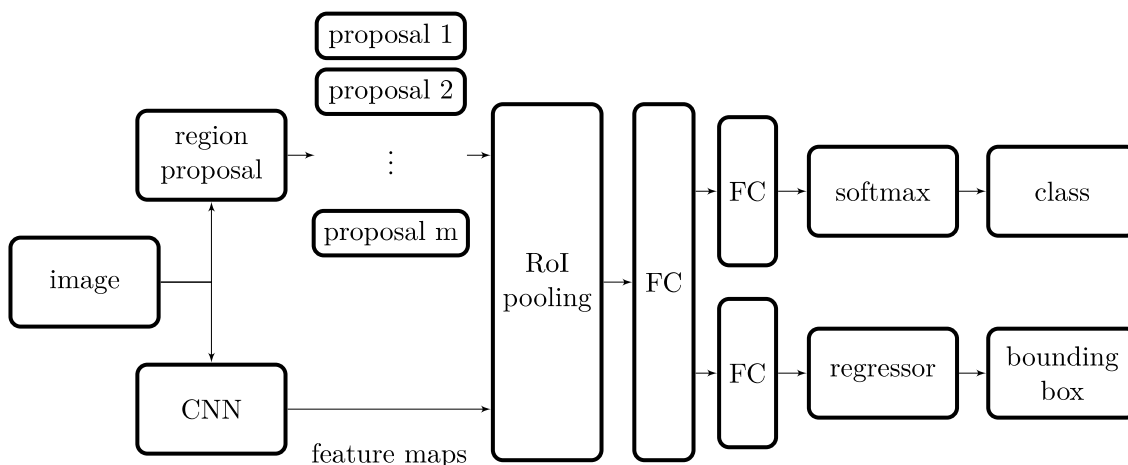 proposal 1
proposal 2
region
proposal
⋮
proposal m
image
CNN
feature maps
RoI
pooling
FC
FC
softmax
class
FC
regressor
bounding
box